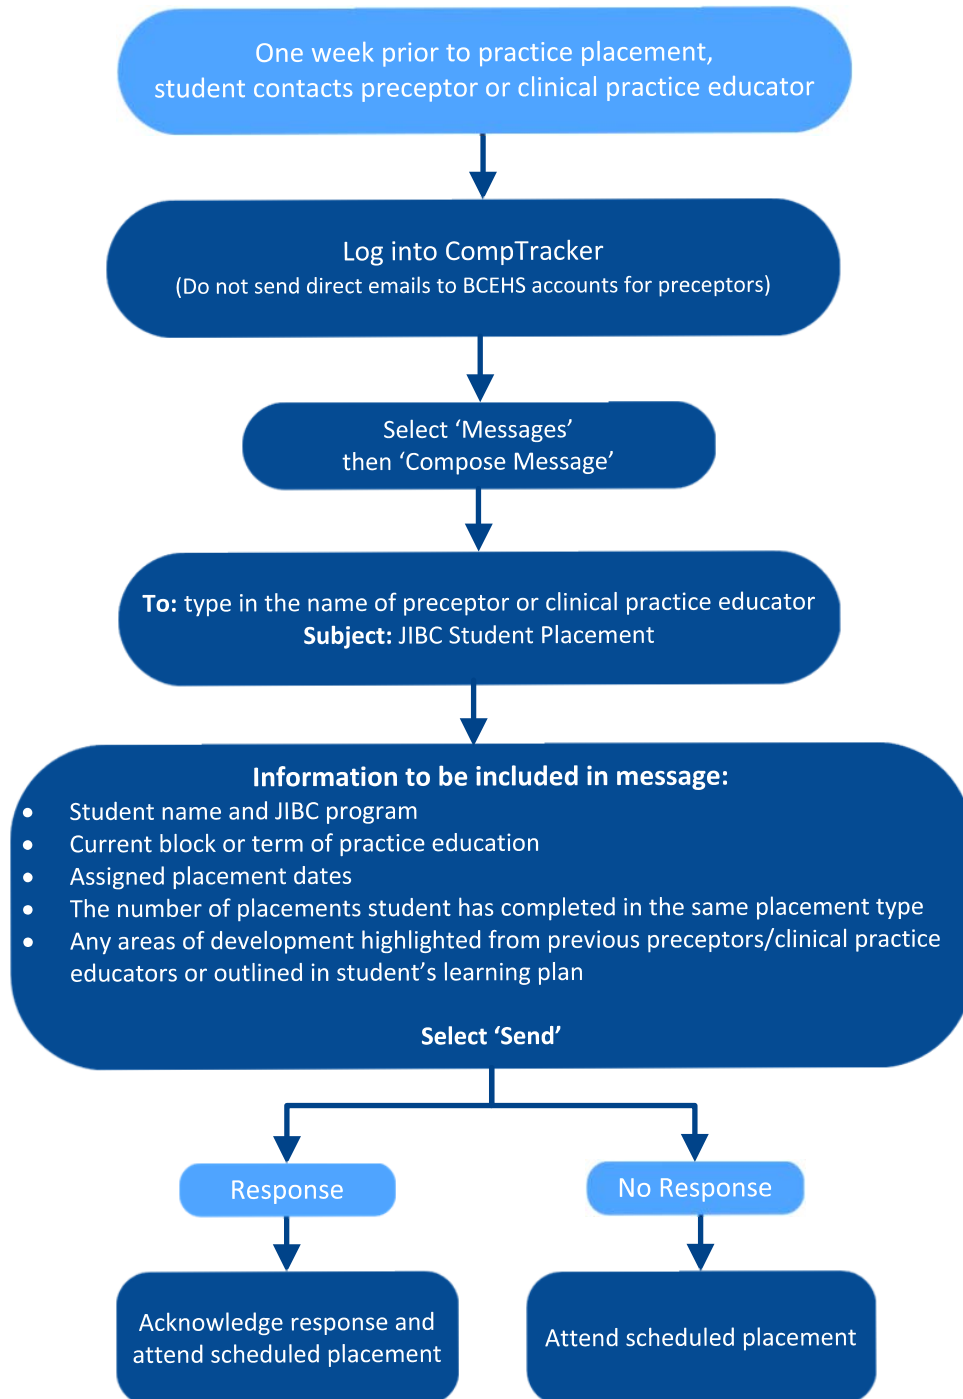 One week prior to practice placement,
student contacts preceptor or clinical practice educator
Log into CompTracker
(Do not send direct emails to BCEHS accounts for preceptors)
Select ‘Messages’
then ‘Compose Message’
To: type in the name of preceptor or clinical practice educator
Subject: JIBC Student Placement
Information to be included in message:
• Student name and JIBC program
• Current block or term of practice education
• Assigned placement dates
• The number of placements student has completed in the same placement type
• Any areas of development highlighted from previous preceptors/clinical practice
educators or outlined in student’s learning plan
Select ‘Send’
Response
No Response
Acknowledge response and
attend scheduled placement
Attend scheduled placement